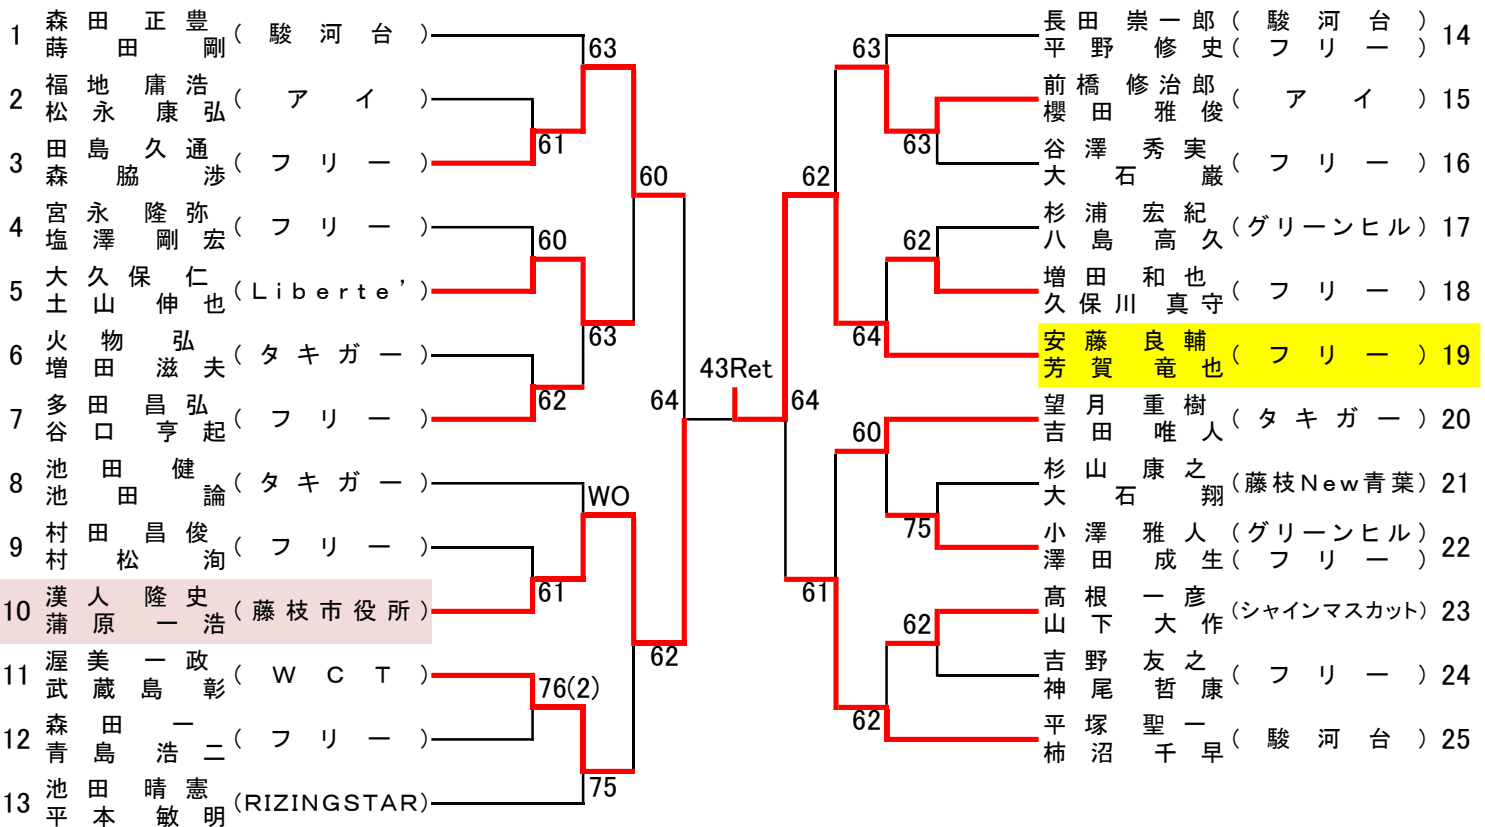 1 森田正豊 (駿河台)
蒔田剛
2 福地庸浩 (アイ)
松永康弘
3 田島久通 (フリー)
森脇渉
4 宮永隆弥 (フリー)
塩澤剛宏
5 大久保仁 (Liberte')
土山伸也
6 火物弘 (タキガー)
増田滋夫
7 多田昌弘 (フリー)
谷口亨起
8 池田健 (タキガー)
池田論
9 村田昌俊 (フリー)
村松洵
10 漢人隆史 (藤枝市役所)
蒲原一浩
11 渥美一政 (WCT)
武蔵島彰
12 森田一 (フリー)
青島浩二
13 池田晴憲 (RIZINGSTAR)
平本敏明
63
61
60
60
63
62
64
WO
61
62
76(2)
75
43Ret
63
63
62
62
64
64
60
75
61
62
62
長田崇一郎 (駿河台) 14
平野修史 (フリー)
前橋修治郎 (アイ) 15
櫻田雅俊
谷澤秀実 (フリー) 16
大石巌
杉浦宏紀 (グリーンヒル) 17
八島高久
増田和也 (フリー) 18
久保川真守
安藤良輔 (フリー) 19
芳賀竜也
望月重樹 (タキガー) 20
吉田唯人
杉山康之 (藤枝New青葉) 21
大石翔
小澤雅人 (グリーンヒル) 22
澤田成生 (フリー)
髙根一彦 (シャインマスカット) 23
山下大作
吉野友之 (フリー) 24
神尾哲康
平塚聖一 (駿河台) 25
柿沼千早